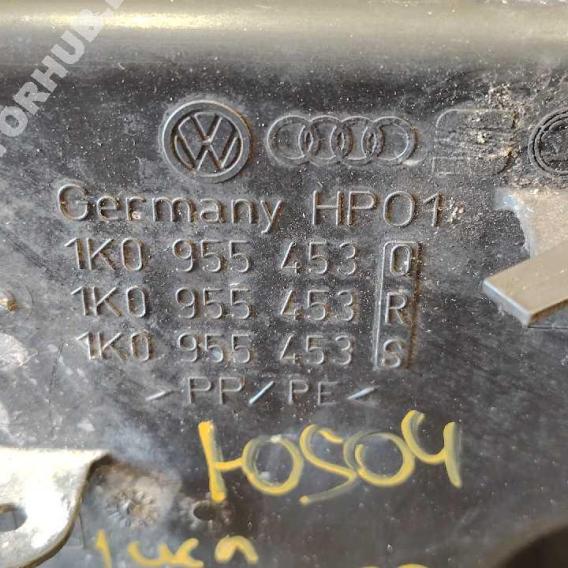 Germany HP01
1K0 955 453 Q
1K0 955 453 R
1K0 955 453 S
>PP/PE<
10504